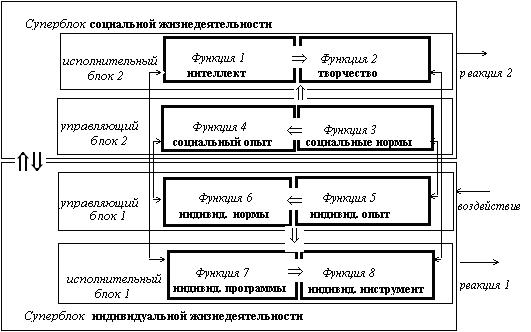 Суперблок социальной жизнедеятельности
исполнительный
блок 2
Функция 1
интеллект
Функция 2
творчество
реакция 2
управляющий
блок 2
Функция 4
социальный опыт
Функция 3
социальные нормы
управляющий
блок 1
Функция 6
индивид. нормы
Функция 5
индивид. опыт
воздействие
исполнительный
блок 1
Функция 7
индивид. программы
Функция 8
индивид. инструмент
реакция 1
Суперблок индивидуальной жизнедеятельности